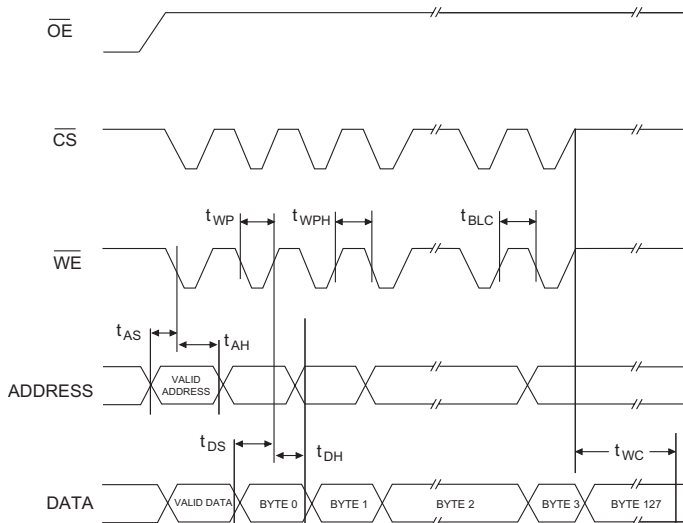 OE
CS
tWP
tWPH
tBLC
WE
tAS
tAH
ADDRESS
VALID
ADDRESS
tDS
tDH
tWC
DATA
VALID DATA
BYTE 0
BYTE 1
BYTE 2
BYTE 3
BYTE 127